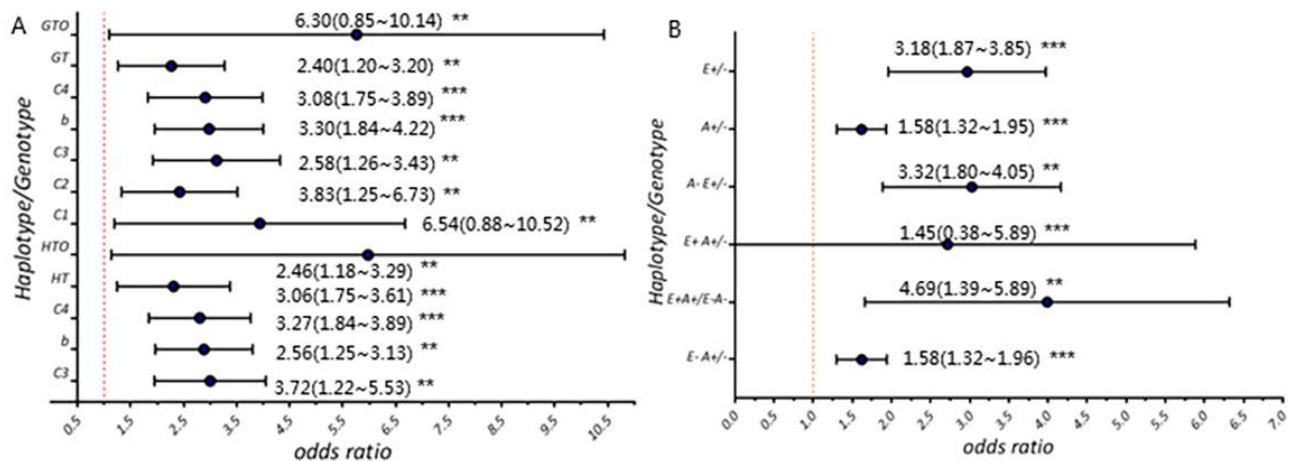 A
Haplotype/Genotype
GTO
6.30(0.85~10.14) **
GT
2.40(1.20~3.20) **
C4
3.08(1.75~3.89) ***
b
3.30(1.84~4.22) ***
C3
2.58(1.26~3.43) **
C2
3.83(1.25~6.73) **
C1
6.54(0.88~10.52) **
HTO
2.46(1.18~3.29) **
HT
3.06(1.75~3.61) ***
C4
3.27(1.84~3.89) ***
b
2.56(1.25~3.13) **
C3
3.72(1.22~5.53) **
0.5 1.5 2.5 3.5 4.5 5.5 6.5 7.5 8.5 9.5 10.5
odds ratio
B
Haplotype/Genotype
3.18(1.87~3.85) ***
E+/-
A+/-
1.58(1.32~1.95) ***
3.32(1.80~4.05) **
A- E+/-
1.45(0.38~5.89) ***
E+ A+/-
4.69(1.39~5.89) **
E+A+/E-A-
E- A+/-
1.58(1.32~1.96) ***
0.0 0.5 1.0 1.5 2.0 2.5 3.0 3.5 4.0 4.5 5.0 5.5 6.0 6.5 7.0
odds ratio